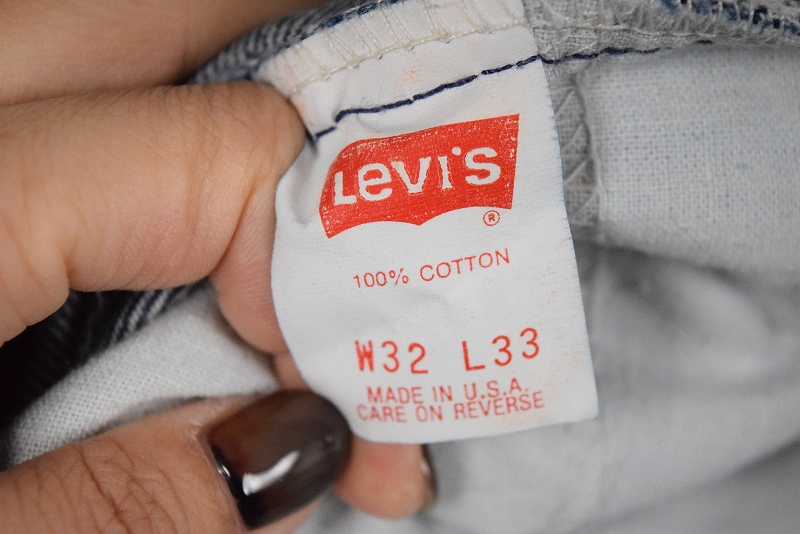 Levi's
®
100% COTTON
W32 L33
MADE IN U.S.A.
CARE ON REVERSE